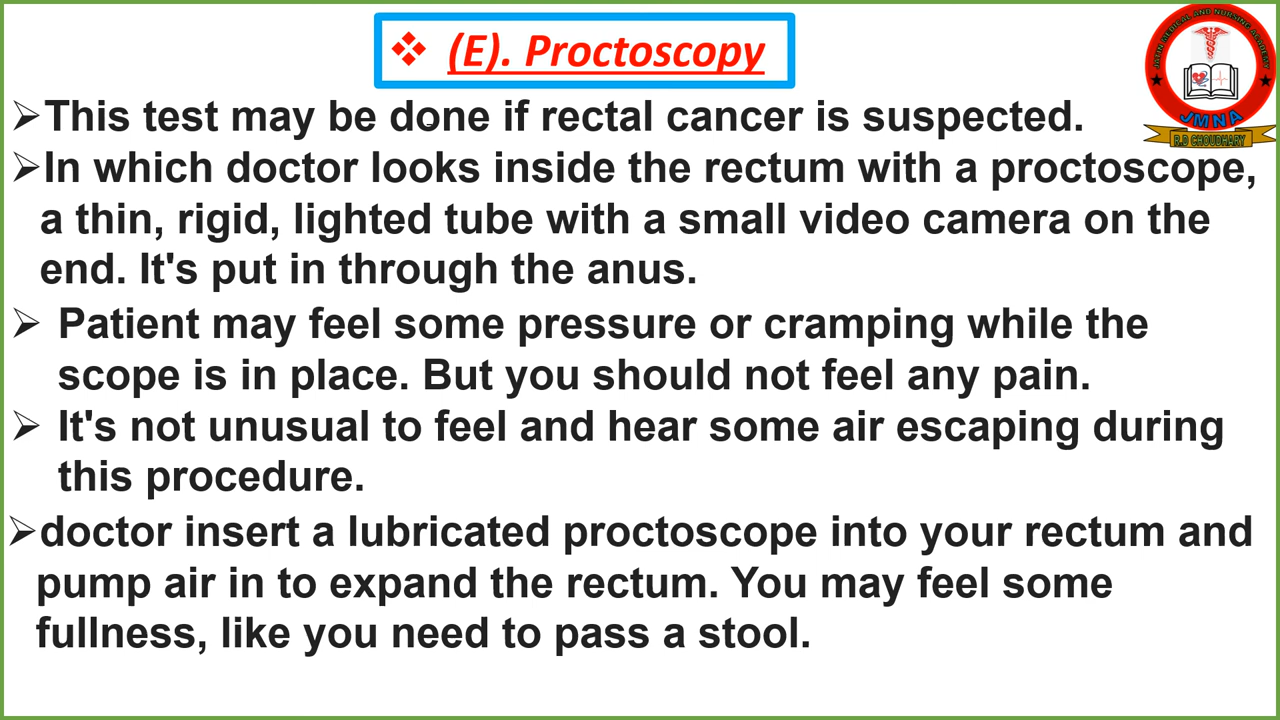 ❖ (E). Proctoscopy
JATIN MEDICAL AND NURSING ACADEMY
JMNA
R.D CHOUDHARY
➢This test may be done if rectal cancer is suspected.
➢In which doctor looks inside the rectum with a proctoscope,
a thin, rigid, lighted tube with a small video camera on the
end. It's put in through the anus.
➢ Patient may feel some pressure or cramping while the
scope is in place. But you should not feel any pain.
➢ It's not unusual to feel and hear some air escaping during
this procedure.
➢doctor insert a lubricated proctoscope into your rectum and
pump air in to expand the rectum. You may feel some
fullness, like you need to pass a stool.